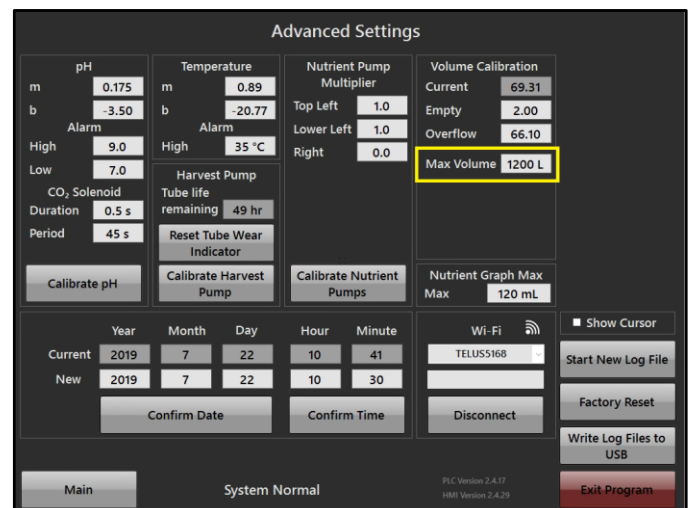 Advanced Settings
pH
m 0.175
b -3.50
Alarm
High 9.0
Low 7.0
CO₂ Solenoid
Duration 0.5 s
Period 45 s
Calibrate pH
Temperature
m 0.89
b -20.77
Alarm
High 35 °C
Harvest Pump
Tube life
remaining 49 hr
Reset Tube Wear
Indicator
Calibrate Harvest
Pump
Nutrient Pump
Multiplier
Top Left 1.0
Lower Left 1.0
Right 0.0
Calibrate Nutrient
Pumps
Volume Calibration
Current 69.31
Empty 2.00
Overflow 66.10
Max Volume 1200 L
Nutrient Graph Max
Max 120 mL
Year Month Day Hour Minute
Current 2019 7 22 10 41
New 2019 7 22 10 30
Confirm Date Confirm Time
Wi-Fi
TELUS5168
Disconnect
Show Cursor
Start New Log File
Factory Reset
Write Log Files to
USB
Exit Program
Main
System Normal
PLC Version 2.4.17
HMI Version 2.4.29